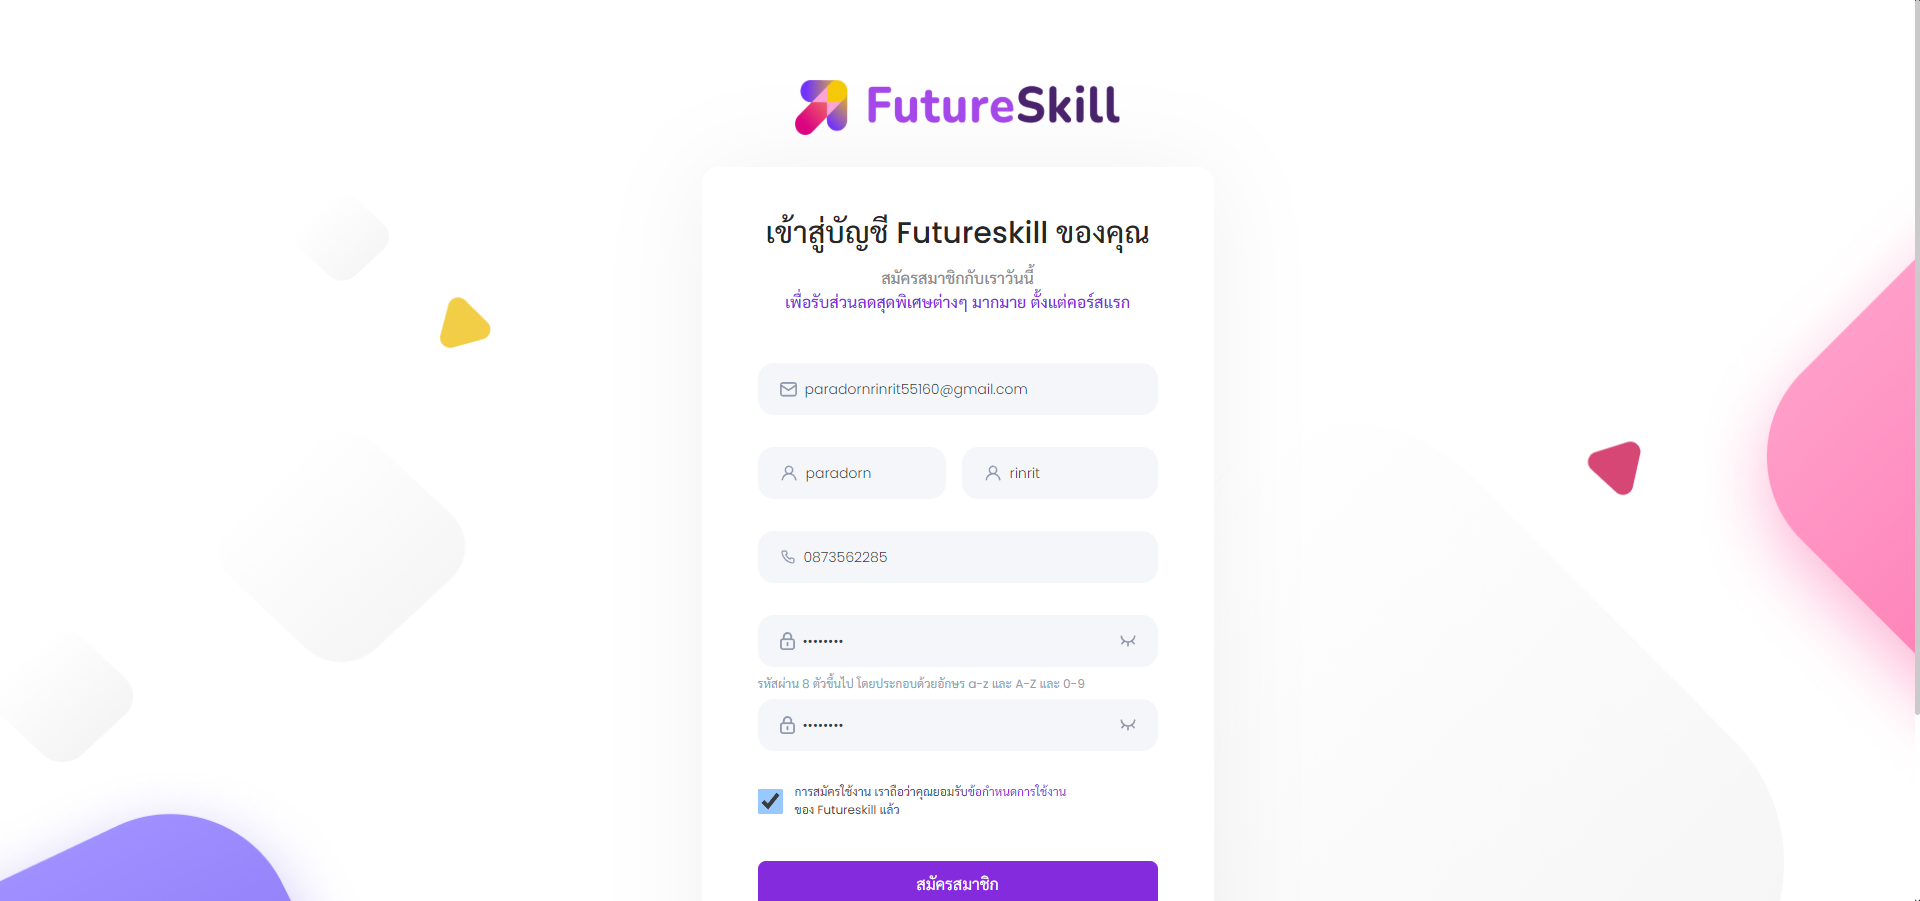 FutureSkill
เข้าสู่บัญชี Futureskill ของคุณ
สมัครสมาชิกกับเราวันนี้
เพื่อรับส่วนลดสุดพิเศษต่างๆ มากมาย ตั้งแต่คอร์สแรก
paradornrinrit55160@gmail.com
paradorn
rinrit
0873562285
••••••••
รหัสผ่าน 8 ตัวขึ้นไป โดยประกอบด้วยอักษร a-z และ A-Z และ 0-9
••••••••
การสมัครใช้งาน เราถือว่าคุณยอมรับข้อกำหนดการใช้งาน
ของ Futureskill แล้ว
สมัครสมาชิก